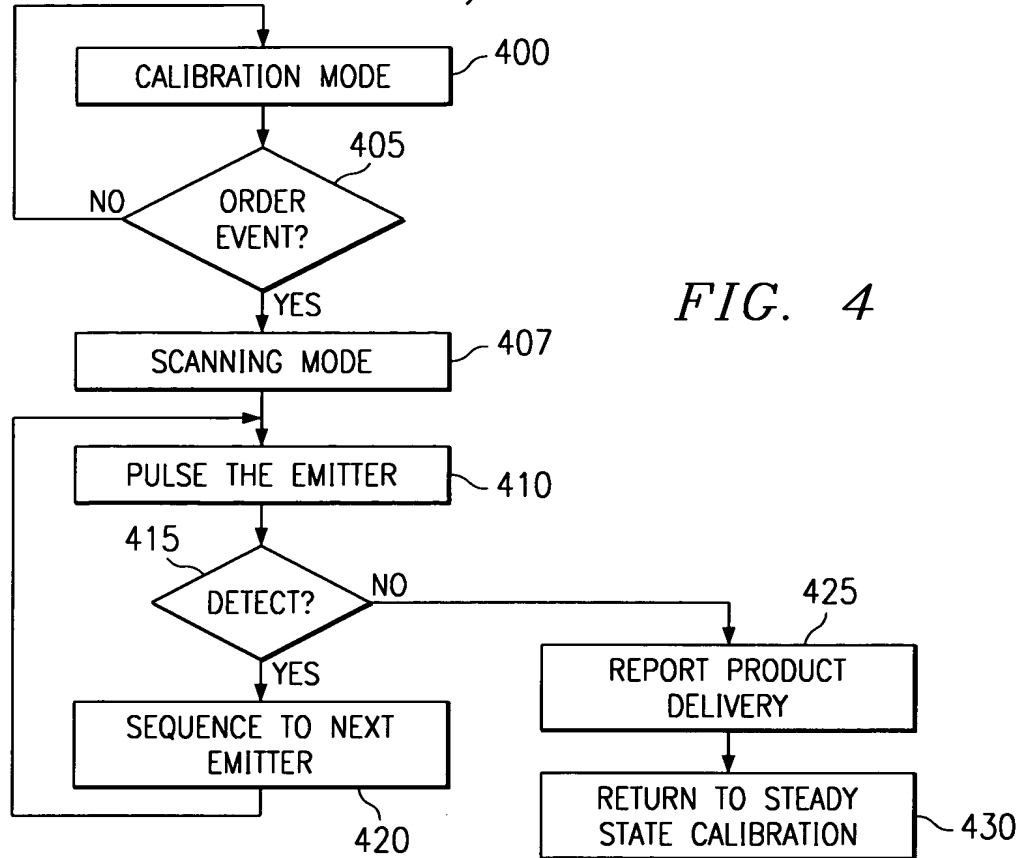 CALIBRATION MODE
400
405
ORDER
EVENT?
NO
YES
FIG. 4
SCANNING MODE
407
PULSE THE EMITTER
410
415
DETECT?
NO
YES
425
REPORT PRODUCT
DELIVERY
SEQUENCE TO NEXT
EMITTER
420
RETURN TO STEADY
STATE CALIBRATION
430